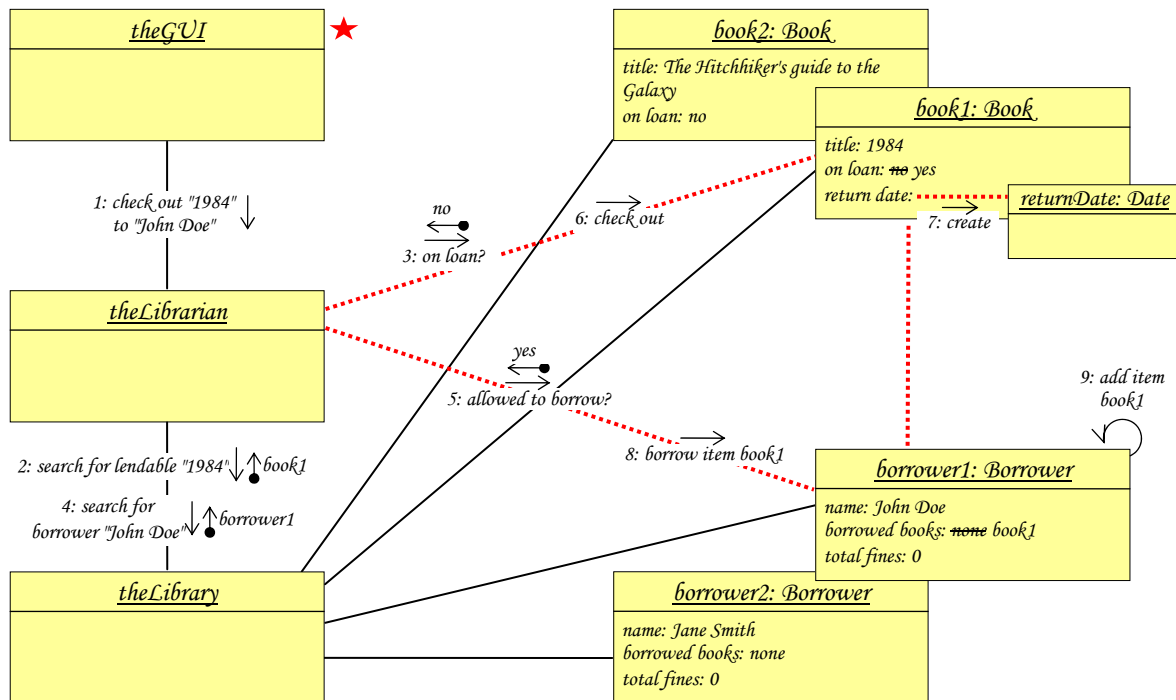 theGUI
book2: Book
title: The Hitchhiker's guide to the
Galaxy
on loan: no
book1: Book
title: 1984
on loan: no yes
return date:
returnDate: Date
7: create
1: check out "1984"
to "John Doe"
no
3: on loan?
6: check out
theLibrarian
yes
5: allowed to borrow?
9: add item
book1
8: borrow item book1
2: search for lendable "1984"
book1
4: search for
borrower "John Doe"
borrower1
borrower1: Borrower
name: John Doe
borrowed books: none book1
total fines: 0
theLibrary
borrower2: Borrower
name: Jane Smith
borrowed books: none
total fines: 0